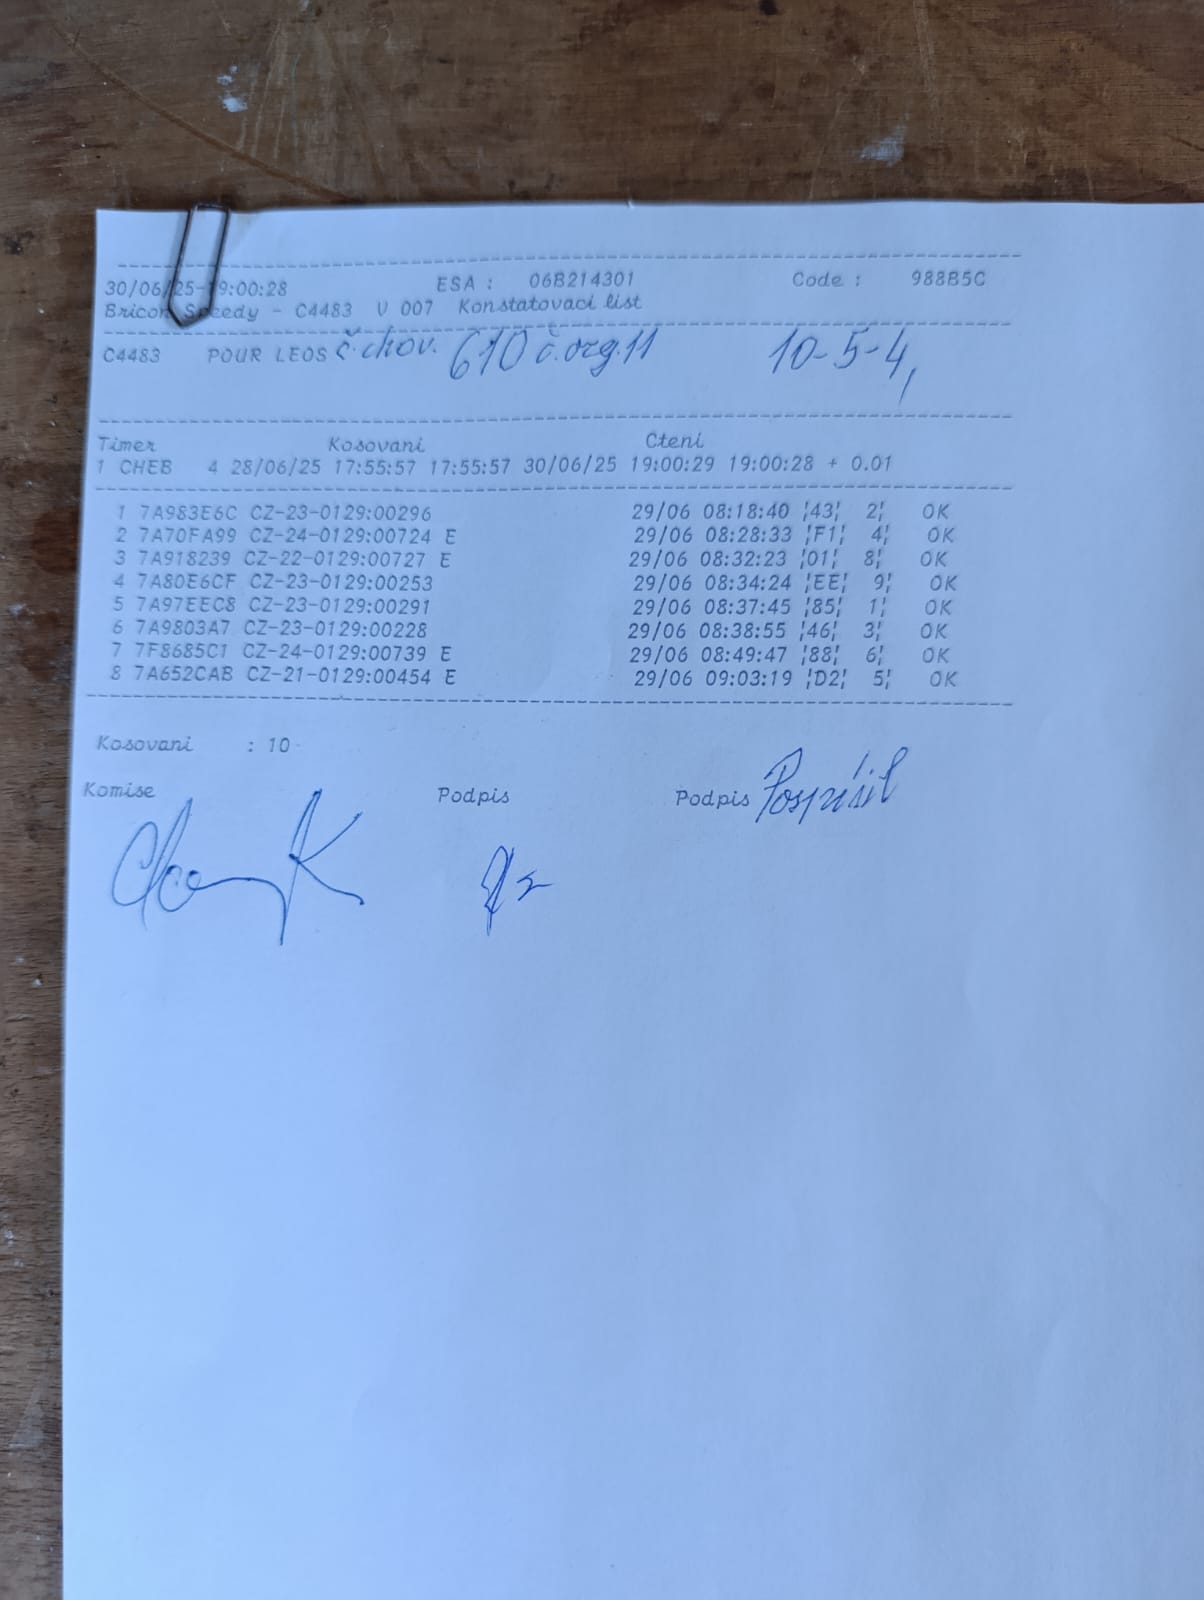 30/06/25-19:00:28 ESA : 06B214301 Code : 988B5C
Bricon Speedy - C4483 V 007 Konstatovaci list
C4483 POUR LEOS č.chov. 610 č.org.11 10-5-4,
Timer Kosovani Cteni
1 CHEB 4 28/06/25 17:55:57 17:55:57 30/06/25 19:00:29 19:00:28 + 0.01
1 7A983E6C CZ-23-0129:00296 29/06 08:18:40 ¦43¦ 2¦ OK
2 7A70FA99 CZ-24-0129:00724 E 29/06 08:28:33 ¦F1¦ 4¦ OK
3 7A918239 CZ-22-0129:00727 E 29/06 08:32:23 ¦01¦ 8¦ OK
4 7A80E6CF CZ-23-0129:00253 29/06 08:34:24 ¦EE¦ 9¦ OK
5 7A97EEC8 CZ-23-0129:00291 29/06 08:37:45 ¦85¦ 1¦ OK
6 7A9803A7 CZ-23-0129:00228 29/06 08:38:55 ¦46¦ 3¦ OK
7 7F8685C1 CZ-24-0129:00739 E 29/06 08:49:47 ¦88¦ 6¦ OK
8 7A652CAB CZ-21-0129:00454 E 29/06 09:03:19 ¦D2¦ 5¦ OK
Kosovani : 10
Komise Podpis Podpis Pospíšil